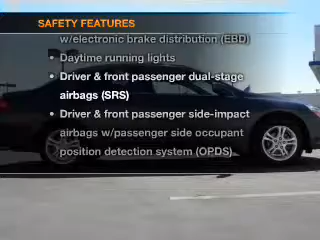 SAFETY FEATURES
w/electronic brake distribution (EBD)
• Daytime running lights
• Driver & front passenger dual-stage
airbags (SRS)
• Driver & front passenger side-impact
airbags w/passenger side occupant
position detection system (OPDS)